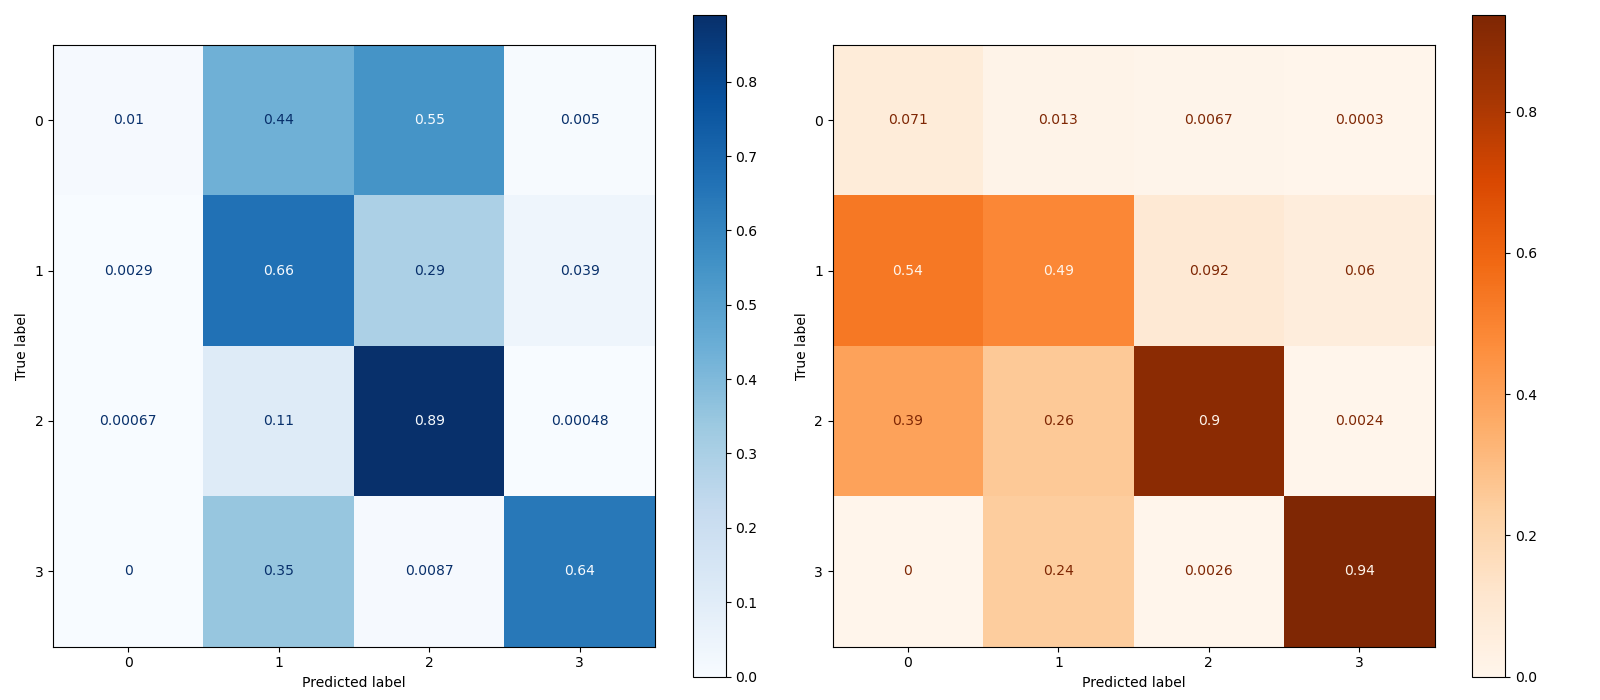 0 0.01 0.44 0.55 0.005
1 0.0029 0.66 0.29 0.039
2 0.00067 0.11 0.89 0.00048
3 0 0.35 0.0087 0.64
0 1 2 3
True label
Predicted label
0.8
0.7
0.6
0.5
0.4
0.3
0.2
0.1
0.0
0 0.071 0.013 0.0067 0.0003
1 0.54 0.49 0.092 0.06
2 0.39 0.26 0.9 0.0024
3 0 0.24 0.0026 0.94
0 1 2 3
True label
Predicted label
0.8
0.6
0.4
0.2
0.0